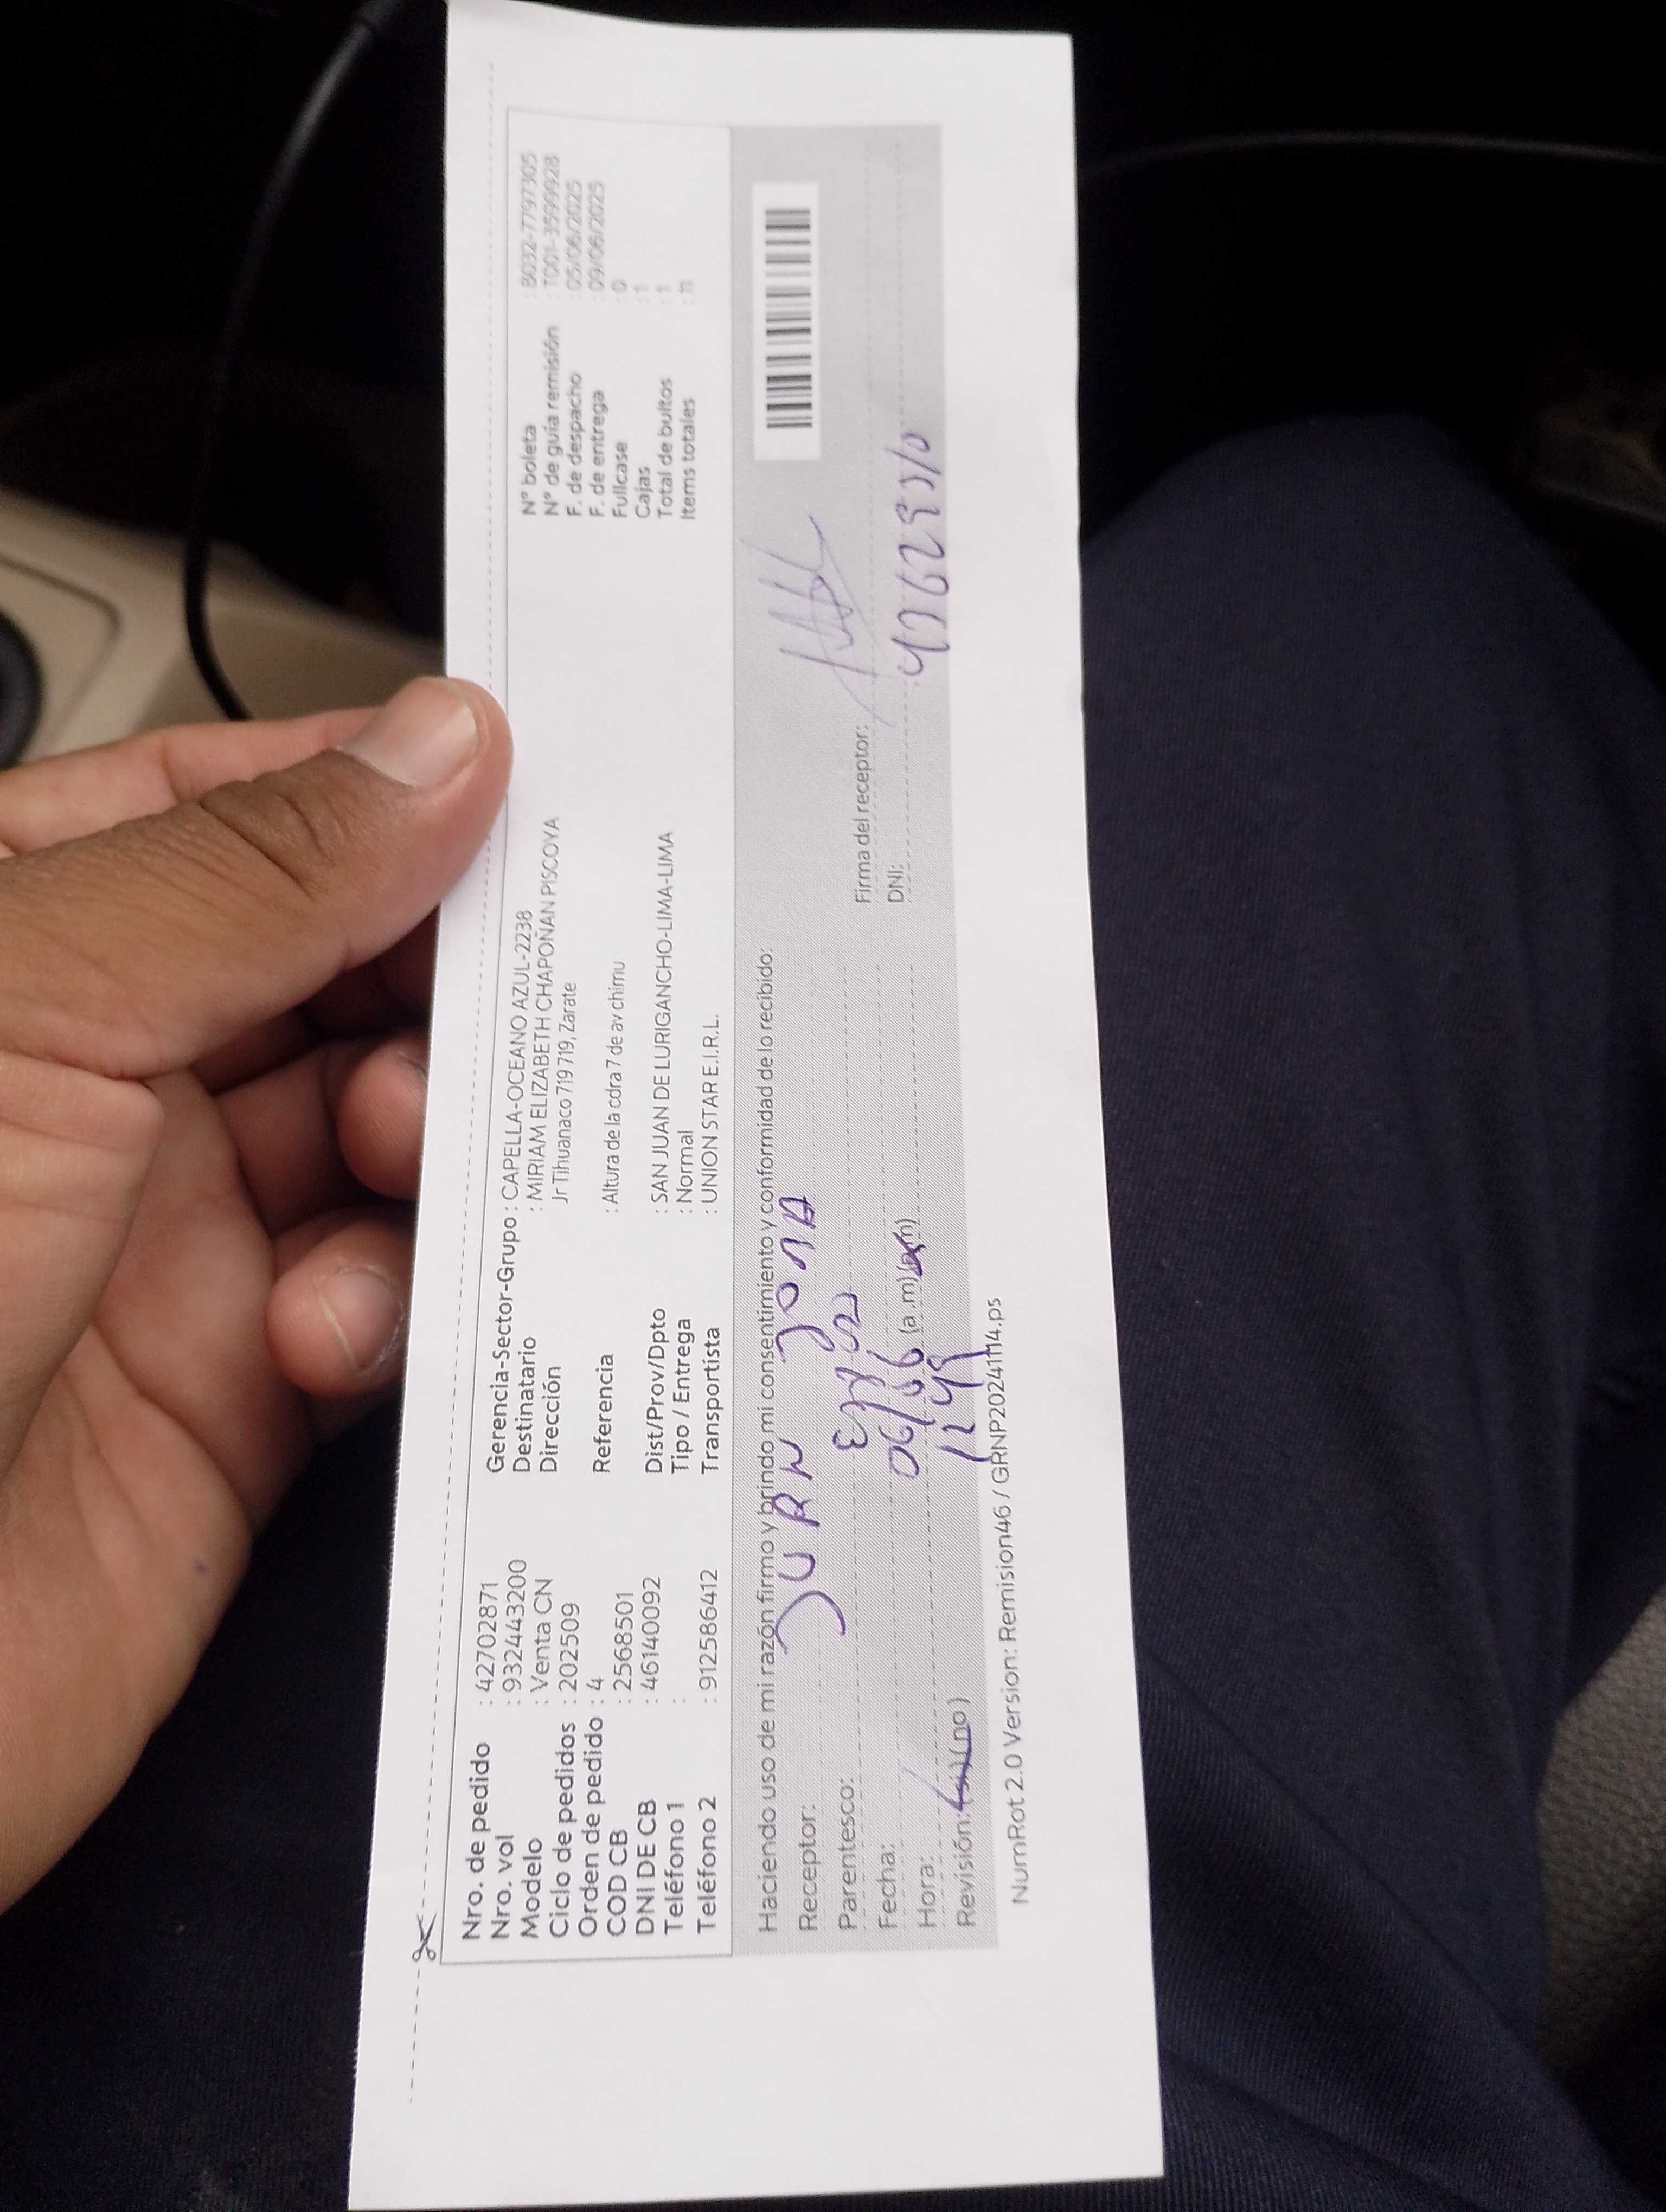 Nro. de pedido : 42702871
Nro. vol : 9324443200
Modelo : Venta CN
Ciclo de pedidos : 202509
Orden de pedido : 4
COD CB : 2568501
DNI DE CB : 46140092
Teléfono 1 :
Teléfono 2 : 912586412
Gerencia-Sector-Grupo : CAPELLA-OCEANO AZUL-2238
Destinatario : MIRIAM ELIZABETH CHAPOÑAN PISCOYA
Dirección Jr Tihuanaco 719 719, Zarate
Referencia : Altura de la cdra 7 de av chimu
Dist/Prov/Dpto : SAN JUAN DE LURIGANCHO-LIMA-LIMA
Tipo / Entrega : Normal
Transportista : UNION STAR E.I.R.L.
N° boleta : B032-7797305
N° de guía remisión : T001-3599928
F. de despacho : 05/06/2025
F. de entrega : 09/06/2025
Fullcase : 0
Cajas : 1
Total de bultos : 1
Items totales : 11
Haciendo uso de mi razón firmo y brindo mi consentimiento y conformidad de lo recibido:
Receptor: JUAN
Parentesco:
Fecha: 06/06
Hora: (a.m)
Revisión: (si) (no)
Firma del receptor:
DNI:
NumRot 2.0 Version: Remision46 / GRNP20241114.ps